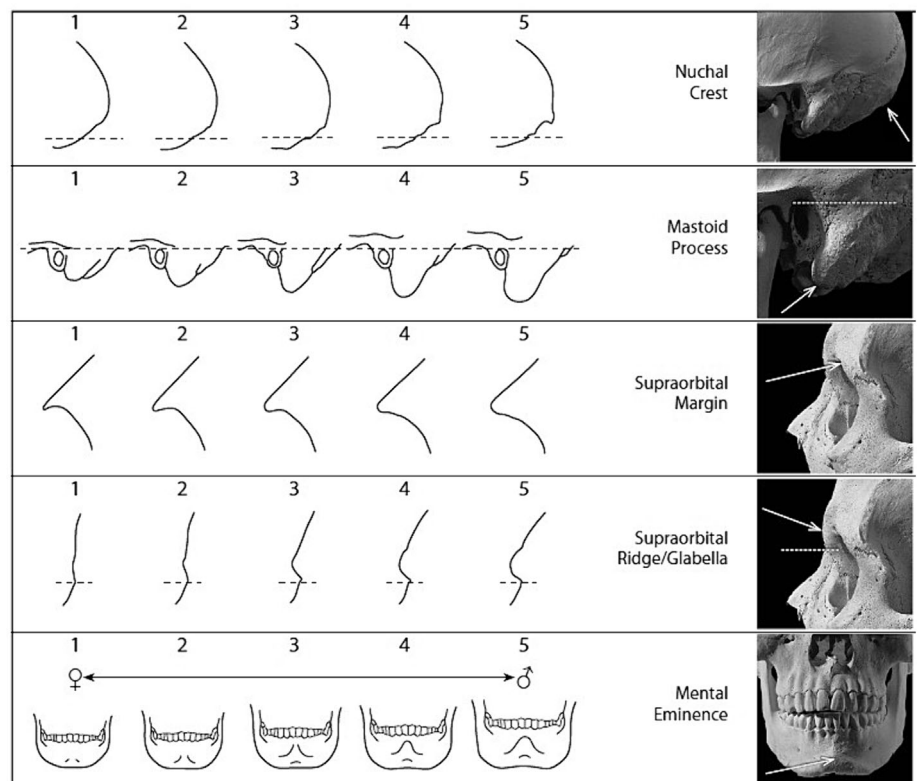 1 2 3 4 5
Nuchal
Crest
1 2 3 4 5
Mastoid
Process
1 2 3 4 5
Supraorbital
Margin
1 2 3 4 5
Supraorbital
Ridge/Glabella
1 2 3 4 5
♀ ♂
Mental
Eminence